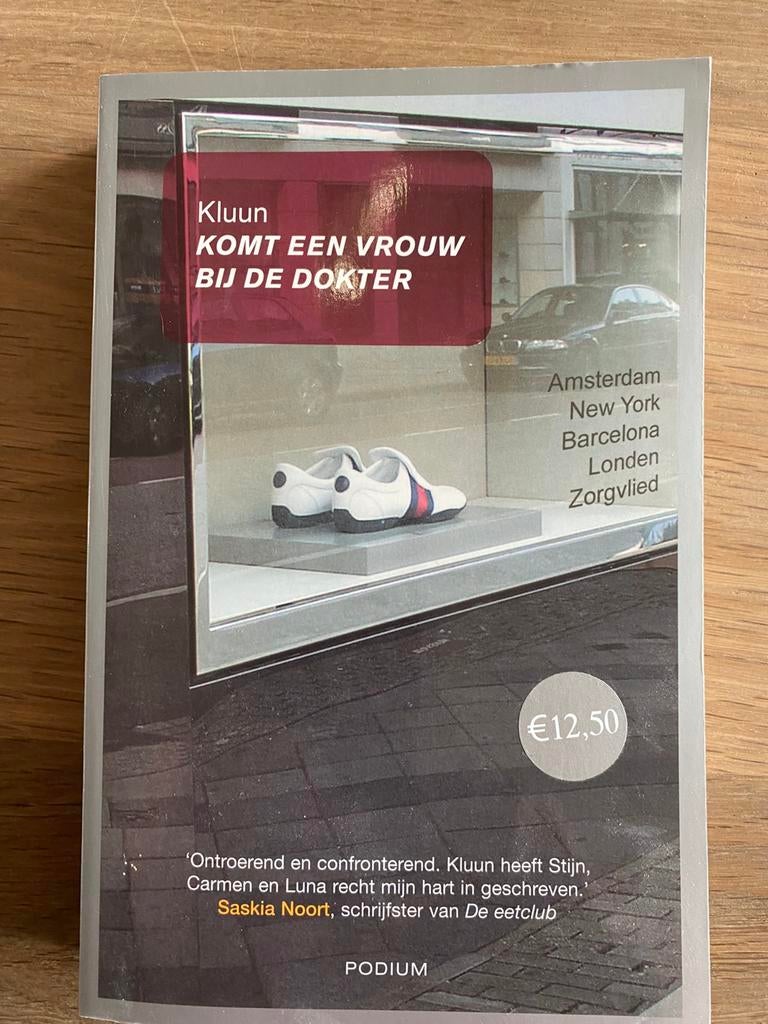 Kluun
KOMT EEN VROUW
BIJ DE DOKTER
Amsterdam
New York
Barcelona
Londen
Zorgvlied
€12,50
‘Ontroerend en confronterend. Kluun heeft Stijn,
Carmen en Luna recht mijn hart in geschreven.’
Saskia Noort, schrijfster van De eetclub
PODIUM